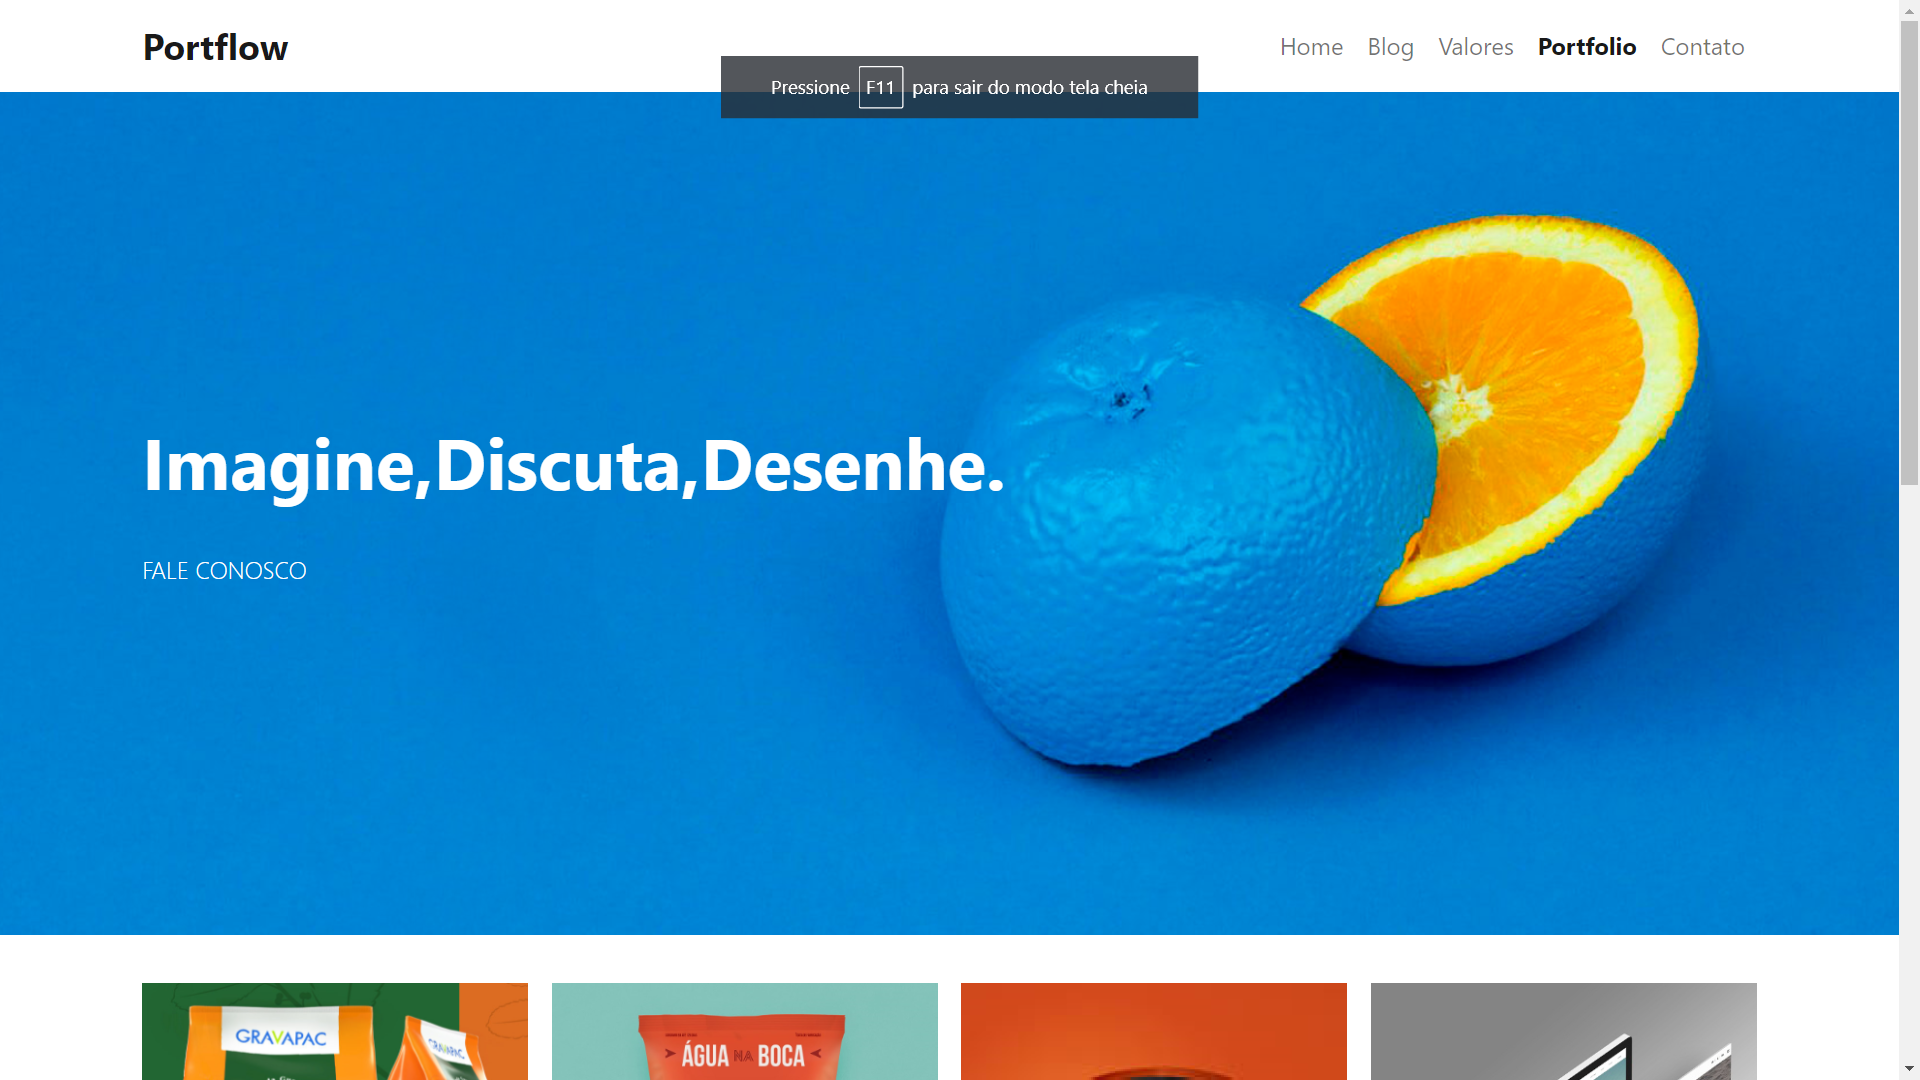 Portflow
Home Blog Valores Portfolio Contato
Pressione F11 para sair do modo tela cheia
Imagine,Discuta,Desenhe.
FALE CONOSCO
GRAVAPAC
GRAVAPAC
ÁGUA NA BOCA